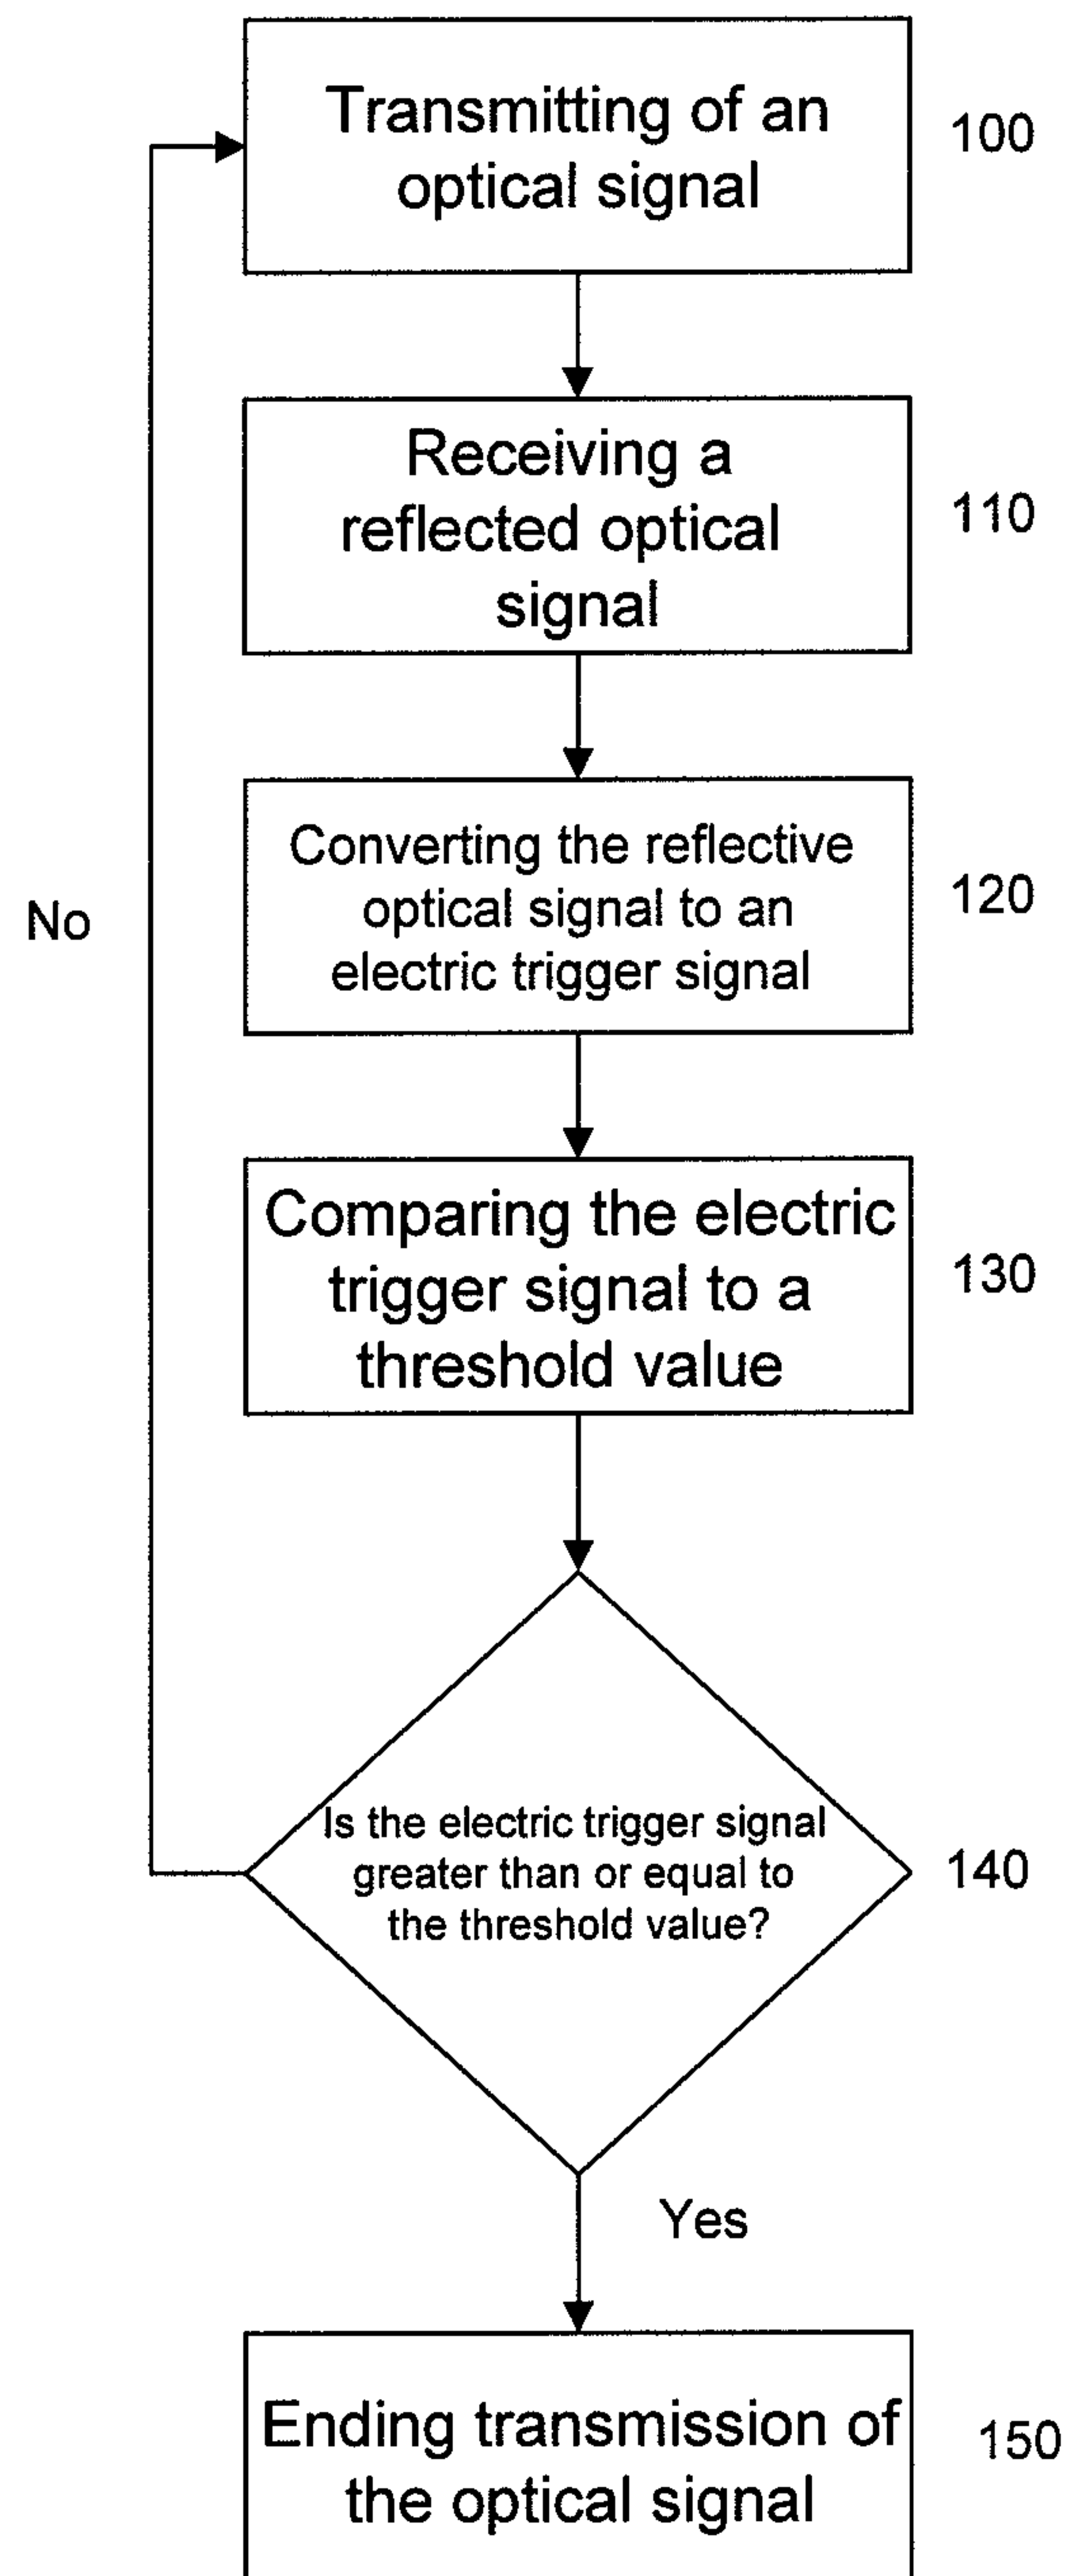 Transmitting of an
optical signal
100
Receiving a
reflected optical
signal
110
Converting the reflective
optical signal to an
electric trigger signal
120
No
Comparing the electric
trigger signal to a
threshold value
130
Is the electric trigger signal
greater than or equal to
the threshold value?
140
Yes
Ending transmission of
the optical signal
150